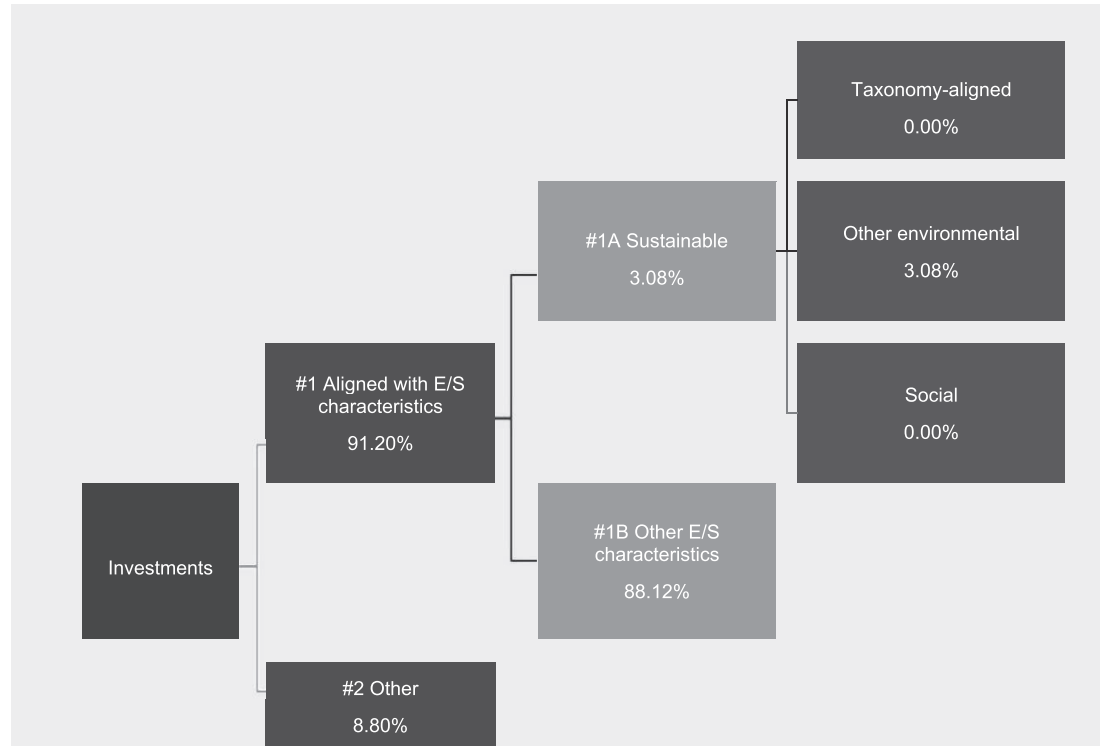 Taxonomy-aligned
0.00%
#1A Sustainable
3.08%
Other environmental
3.08%
#1 Aligned with E/S
characteristics
91.20%
Social
0.00%
Investments
#1B Other E/S
characteristics
88.12%
#2 Other
8.80%